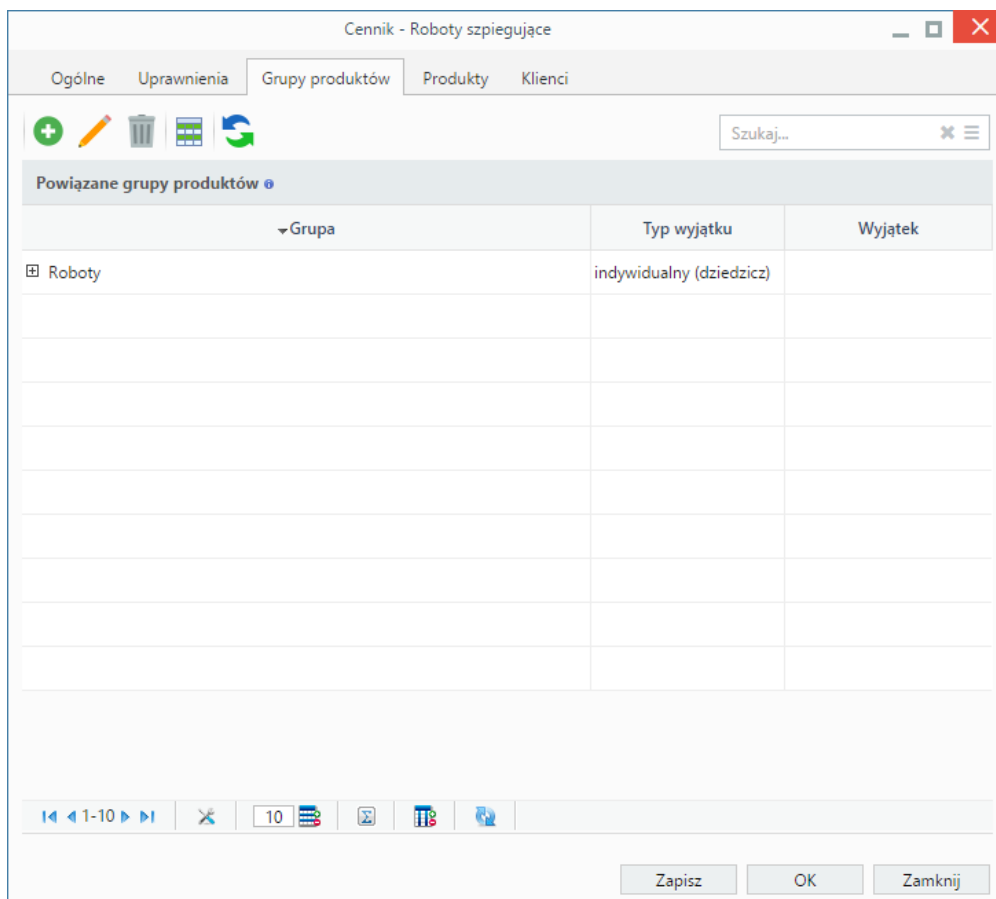 Cennik - Roboty szpiegujące
Ogólne Uprawnienia Grupy produktów Produkty Klienci
Szukaj...
Powiązane grupy produktów
Grupa Typ wyjątku Wyjątek
Roboty indywidualny (dziedzicz)
1-10 10
Zapisz OK Zamknij